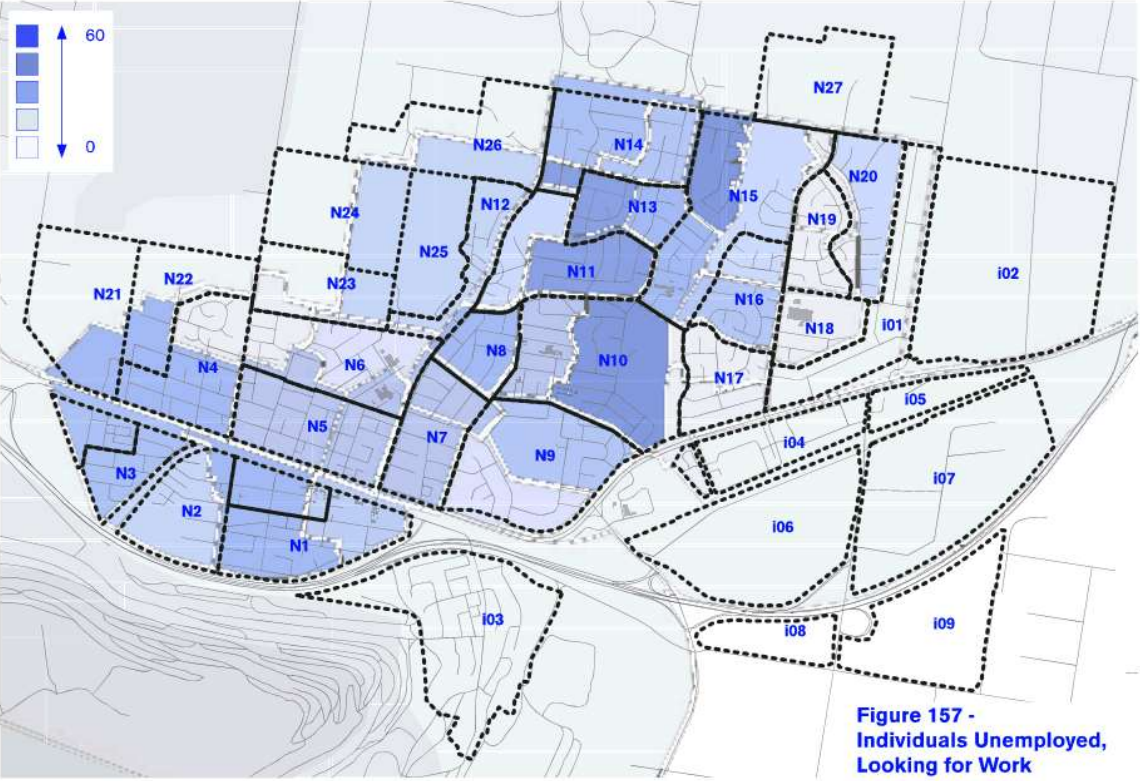 60
0
N27
N26
N14
N20
N15
N24
N12
N13
N19
N25
N11
i02
N23
N22
N21
N16
i01
N18
N8
N6
N10
N4
N17
i05
N5
N7
i04
N9
N3
i07
N2
i06
N1
i03
i08
i09
Figure 157 -
Individuals Unemployed,
Looking for Work